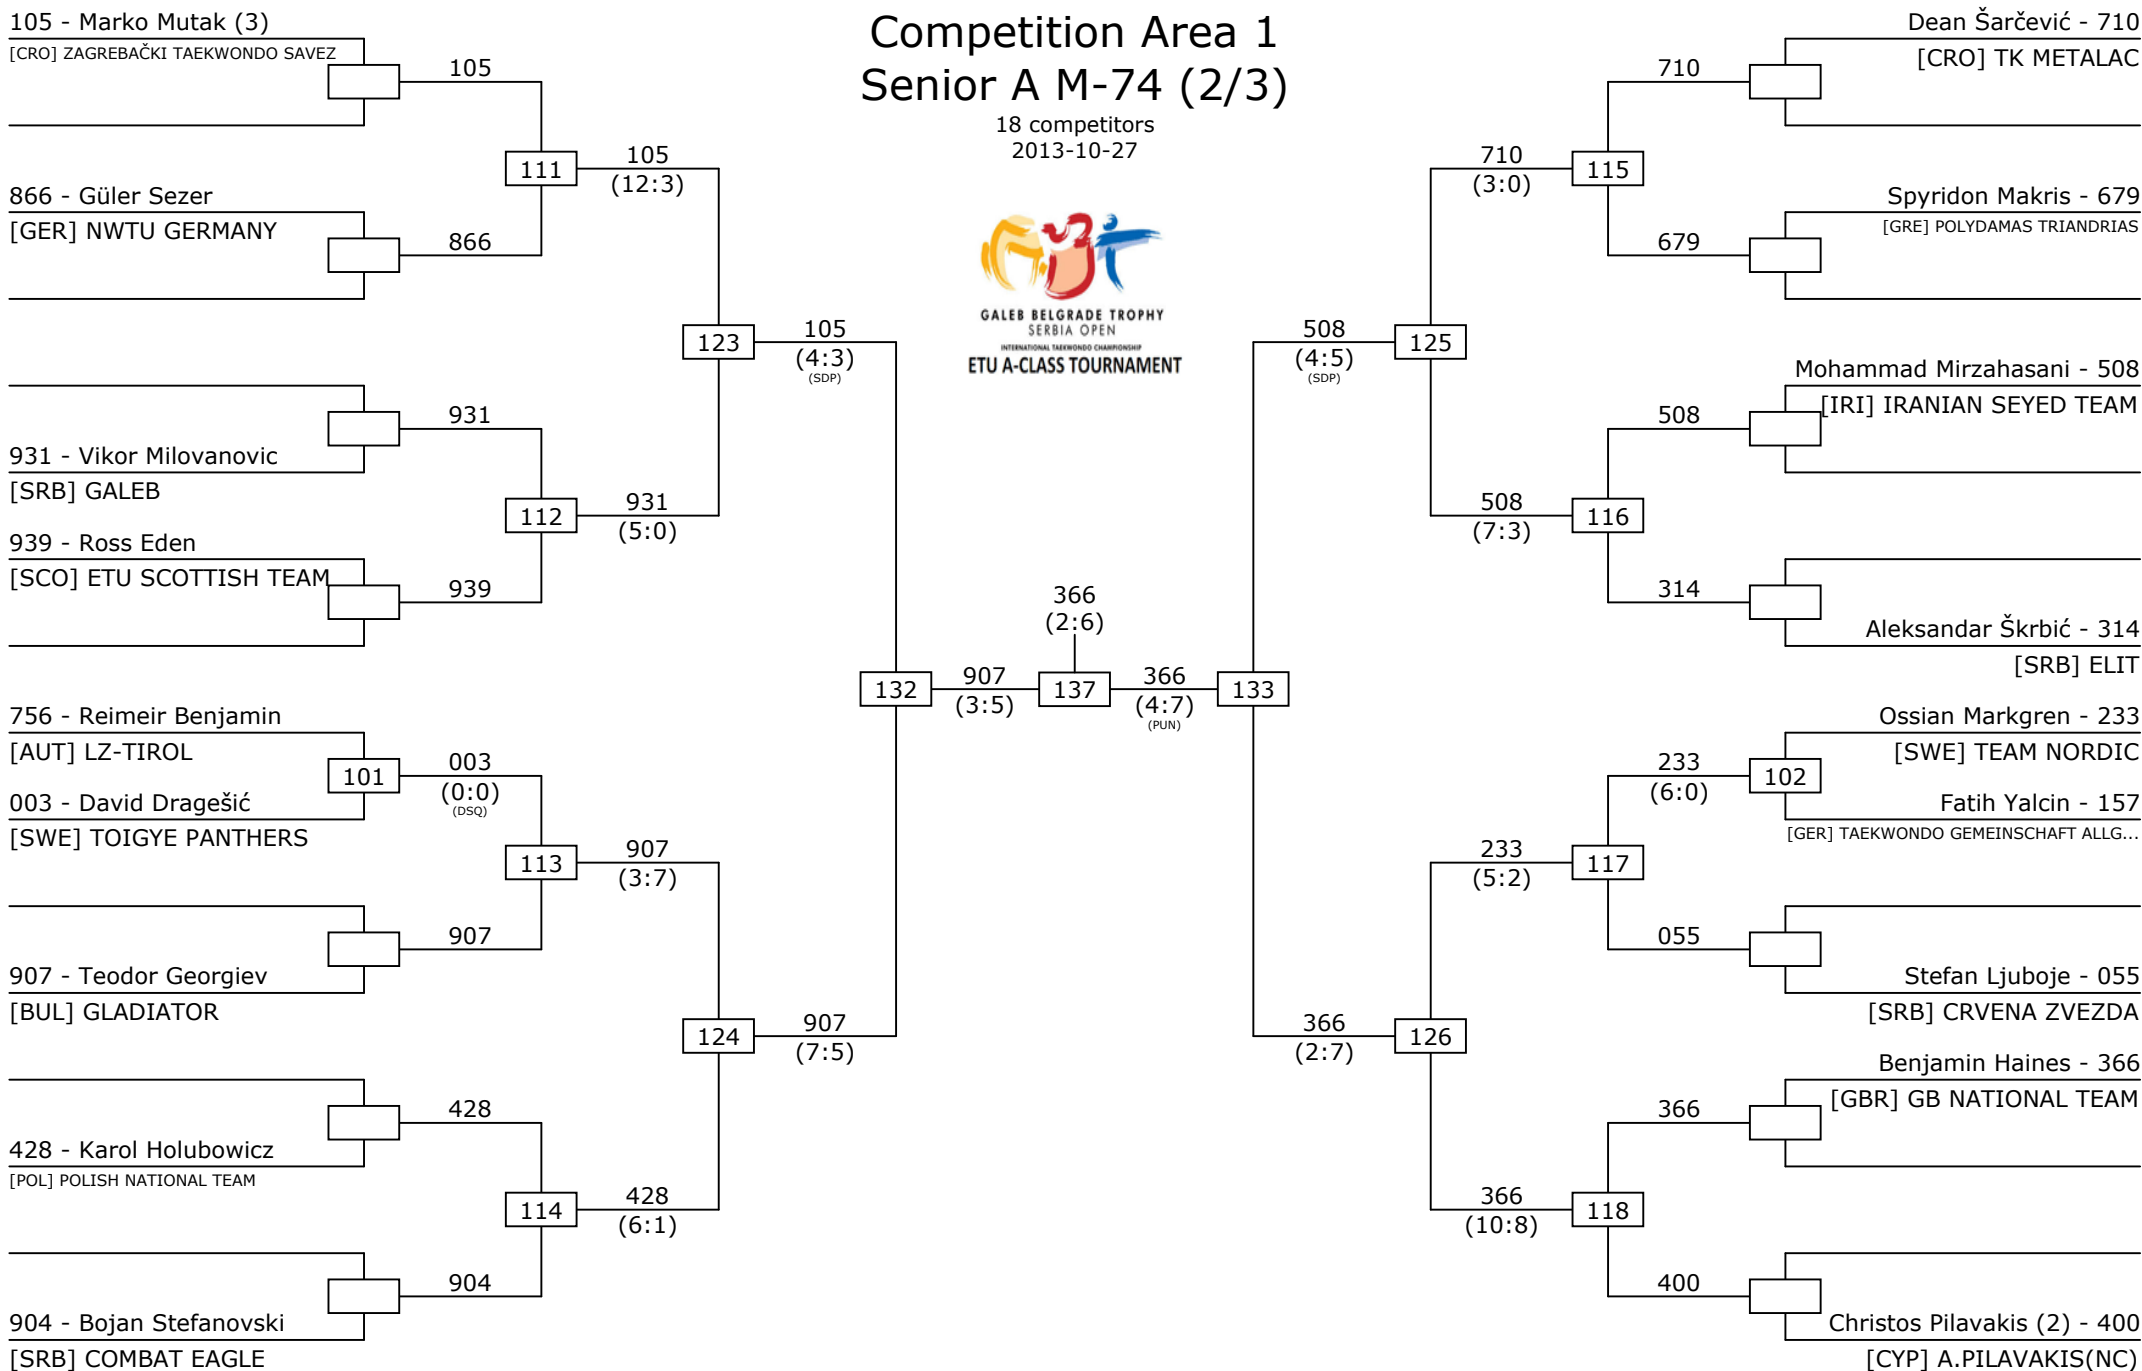 Competition Area 1
Senior A M-74 (2/3)
18 competitors
2013-10-27
GALEB BELGRADE TROPHY
SERBIA OPEN
INTERNATIONAL TAEKWONDO CHAMPIONSHIP
ETU A-CLASS TOURNAMENT
105 - Marko Mutak (3)
[CRO] ZAGREBAČKI TAEKWONDO SAVEZ
866 - Güler Sezer
[GER] NWTU GERMANY
931 - Vikor Milovanovic
[SRB] GALEB
939 - Ross Eden
[SCO] ETU SCOTTISH TEAM
756 - Reimeir Benjamin
[AUT] LZ-TIROL
003 - David Dragešić
[SWE] TOIGYE PANTHERS
907 - Teodor Georgiev
[BUL] GLADIATOR
428 - Karol Holubowicz
[POL] POLISH NATIONAL TEAM
904 - Bojan Stefanovski
[SRB] COMBAT EAGLE
101
105
866
931
939
003
(0:0)
(DSQ)
907
428
904
111
112
113
114
105
(12:3)
931
(5:0)
907
(3:7)
428
(6:1)
123
124
105
(4:3)
(SDP)
907
(7:5)
132
907
(3:5)
366
(2:6)
137
366
(4:7)
(PUN)
133
508
(4:5)
(SDP)
366
(2:7)
125
126
710
(3:0)
508
(7:3)
233
(5:2)
366
(10:8)
115
116
117
118
710
679
508
314
233
(6:0)
055
366
400
102
Dean Šarčević - 710
[CRO] TK METALAC
Spyridon Makris - 679
[GRE] POLYDAMAS TRIANDRIAS
Mohammad Mirzahasani - 508
[IRI] IRANIAN SEYED TEAM
Aleksandar Škrbić - 314
[SRB] ELIT
Ossian Markgren - 233
[SWE] TEAM NORDIC
Fatih Yalcin - 157
[GER] TAEKWONDO GEMEINSCHAFT ALLG...
Stefan Ljuboje - 055
[SRB] CRVENA ZVEZDA
Benjamin Haines - 366
[GBR] GB NATIONAL TEAM
Christos Pilavakis (2) - 400
[CYP] A.PILAVAKIS(NC)